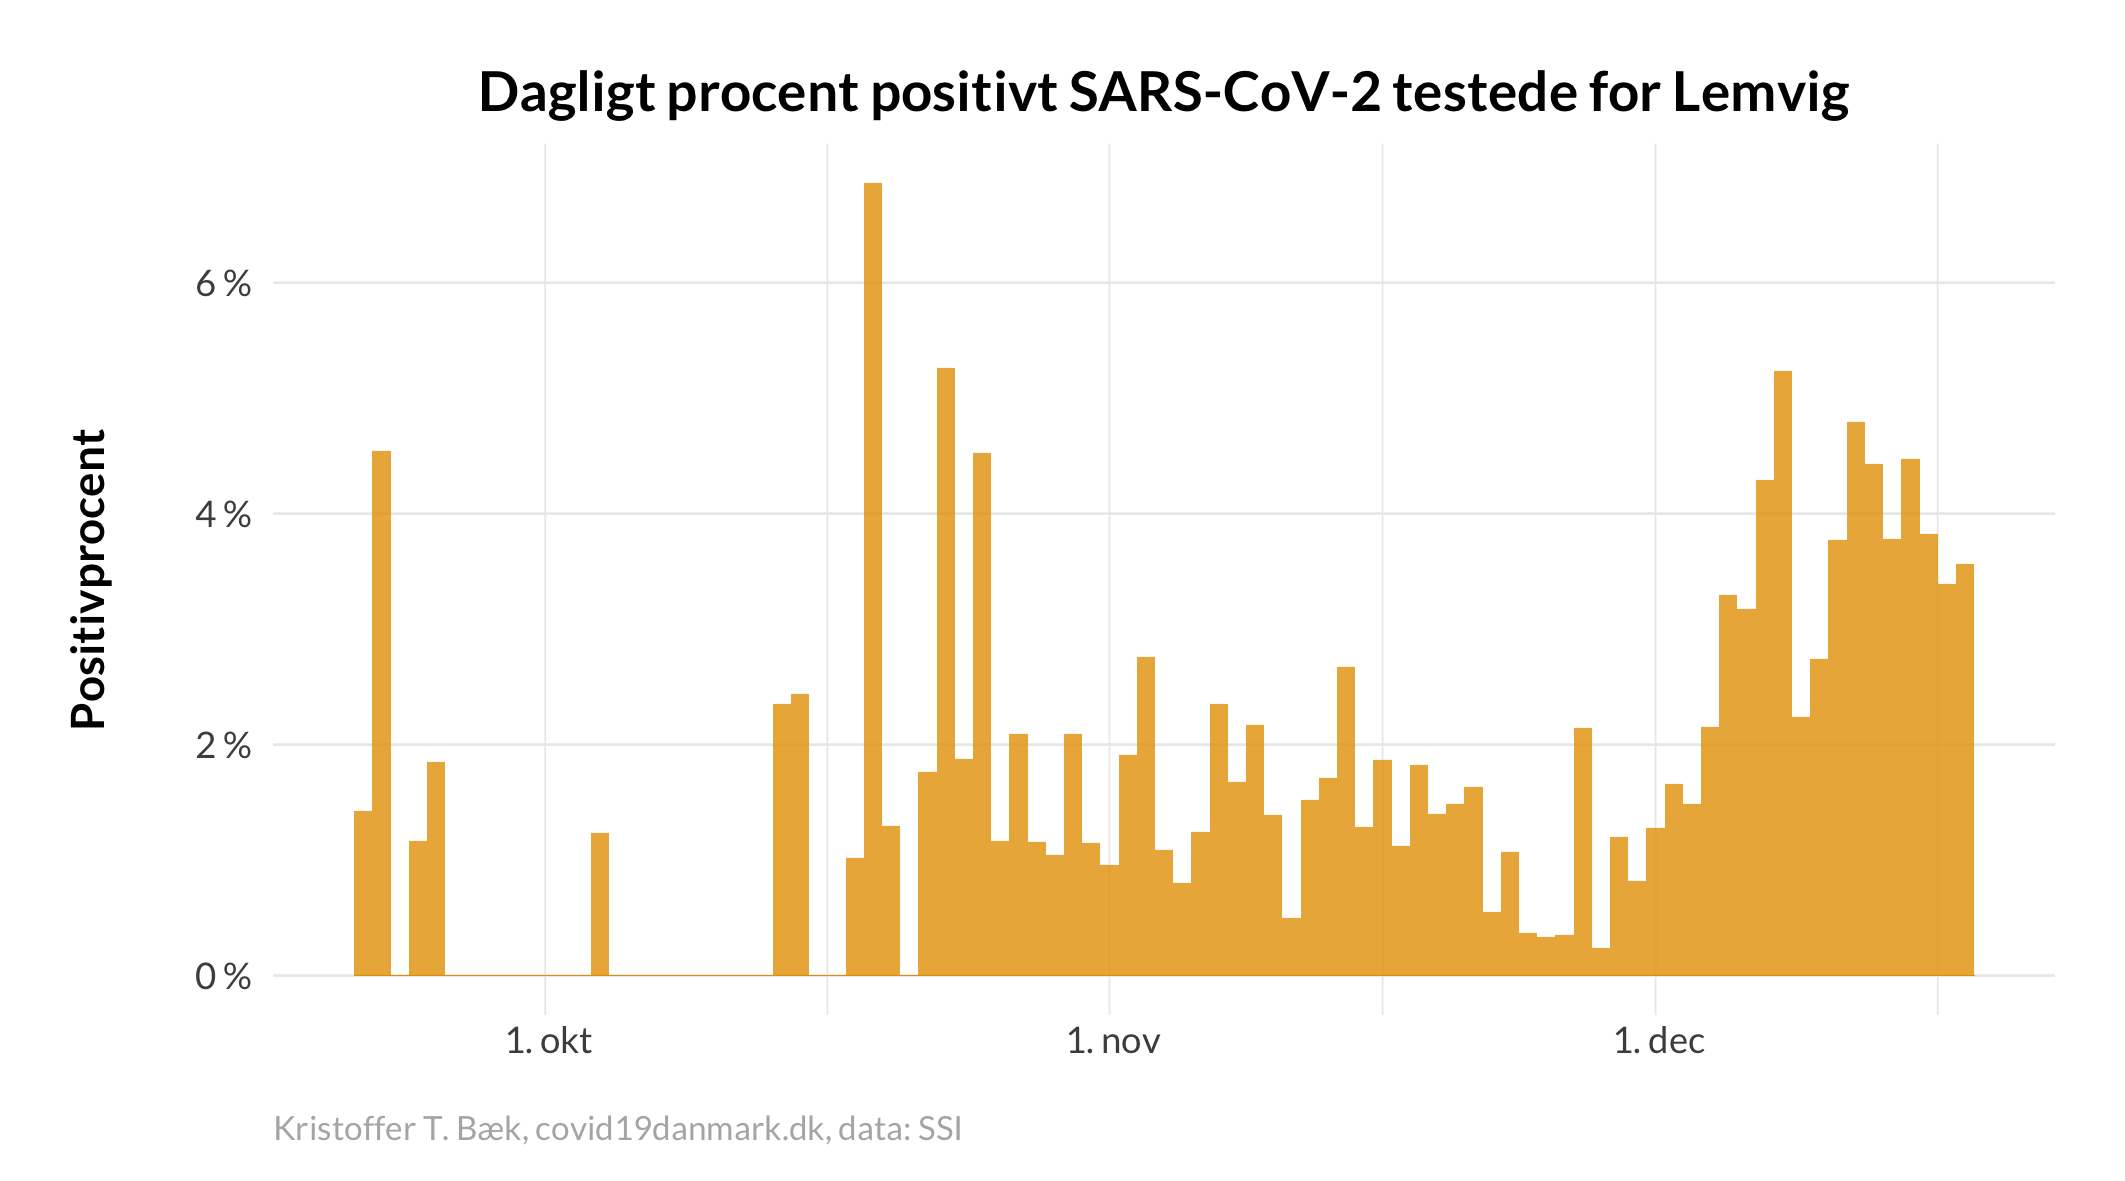 Dagligt procent positivt SARS-CoV-2 testede for Lemvig
Positivprocent
6 %
4 %
2 %
0 %
1. okt
1. nov
1. dec
Kristoffer T. Bæk, covid19danmark.dk, data: SSI